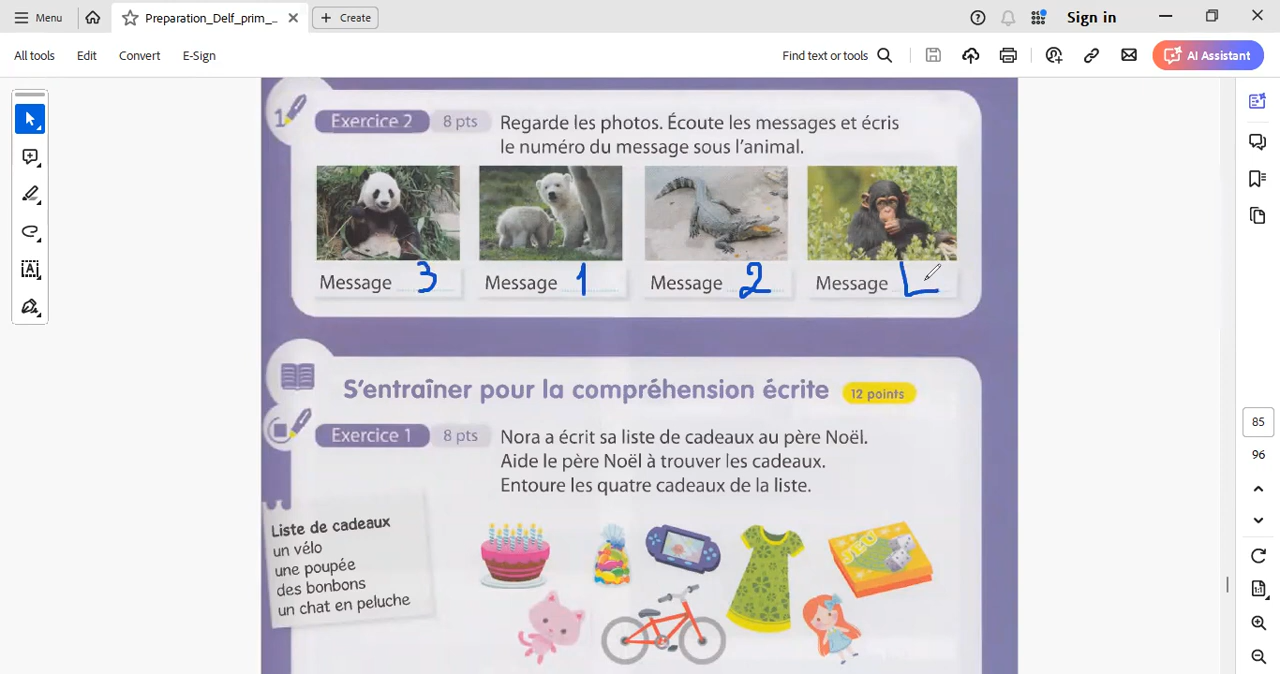 Menu
Preparation_Delf_prim_...
Create
Sign in
All tools
Edit
Convert
E-Sign
Find text or tools
AI Assistant
1
Exercice 2
8 pts
Regarde les photos. Écoute les messages et écris
le numéro du message sous l'animal.
Message 3
Message 1
Message 2
Message
S'entraîner pour la compréhension écrite
12 points
Exercice 1
8 pts
Nora a écrit sa liste de cadeaux au père Noël.
Aide le père Noël à trouver les cadeaux.
Entoure les quatre cadeaux de la liste.
Liste de cadeaux
un vélo
une poupée
des bonbons
un chat en peluche
JEU
85
96